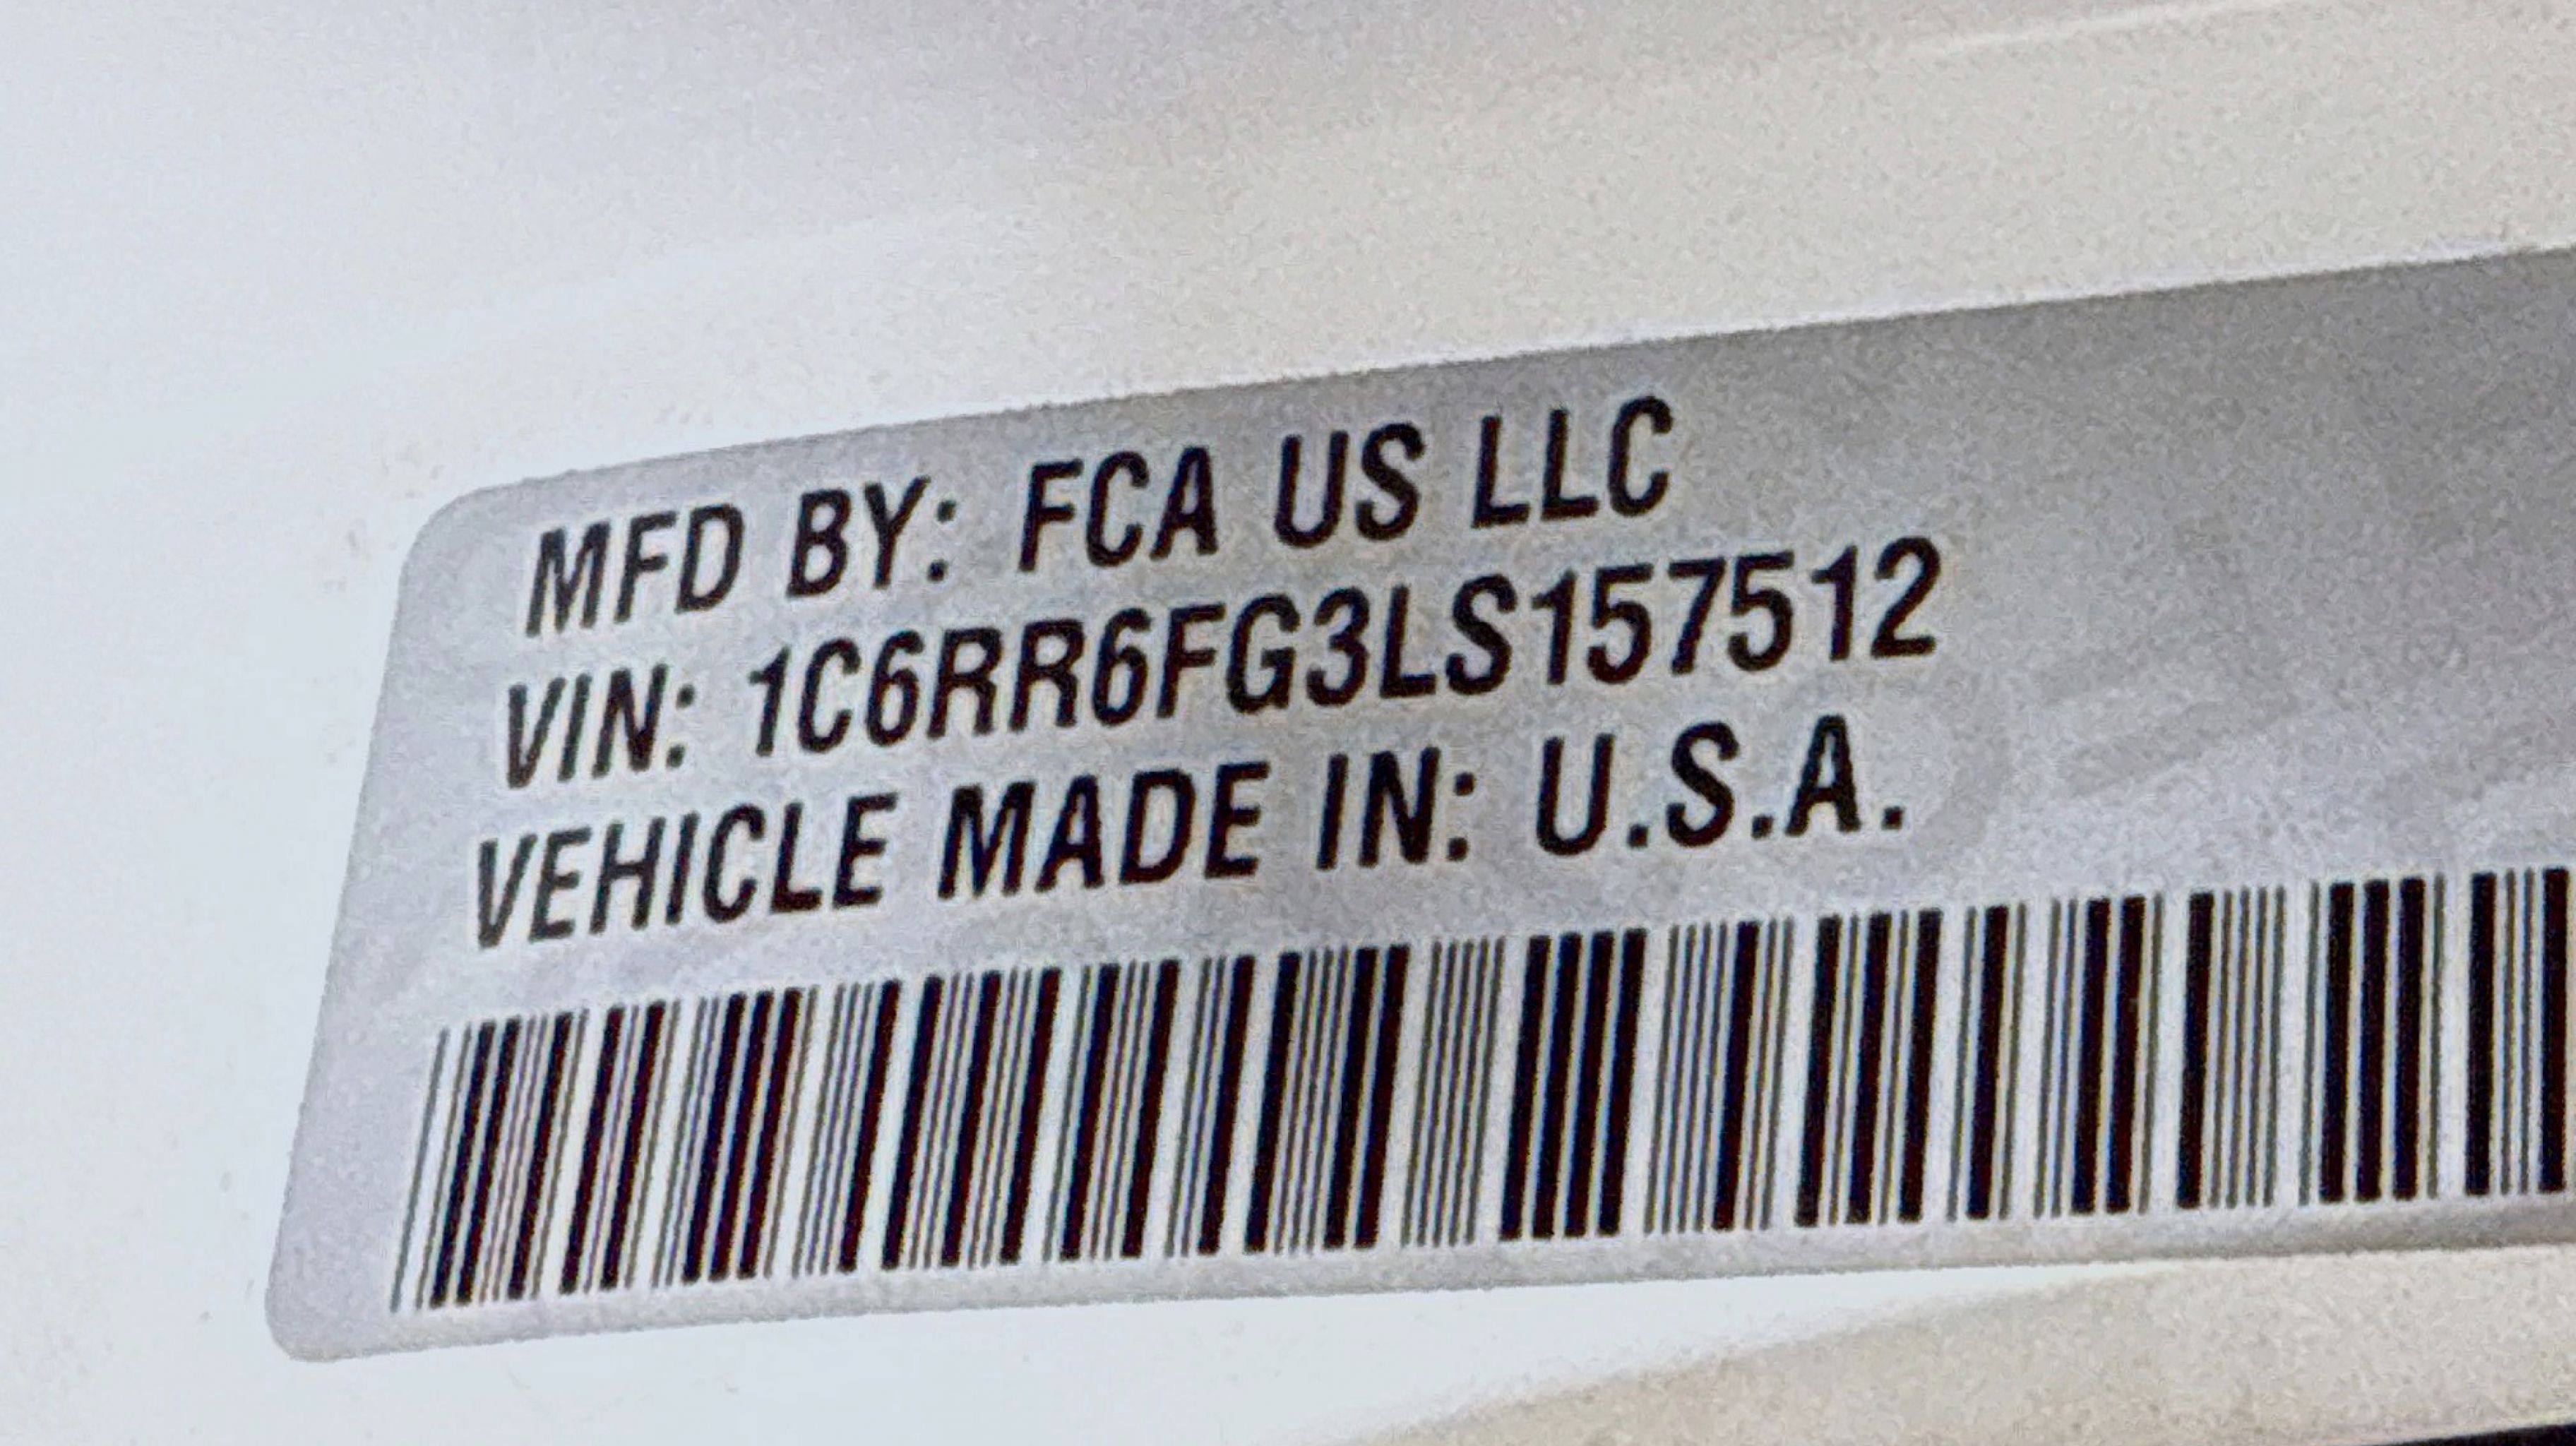 MFD BY: FCA US LLC
VIN: 1C6RR6FG3LS157512
VEHICLE MADE IN: U.S.A.